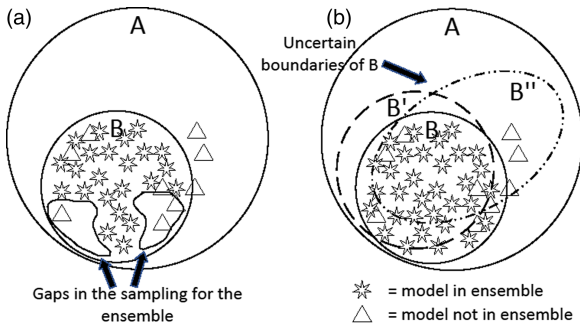 (a)
A
B
Gaps in the sampling for the
ensemble
(b)
Uncertain
boundaries of B
A
B'
B''
B
= model in ensemble
= model not in ensemble